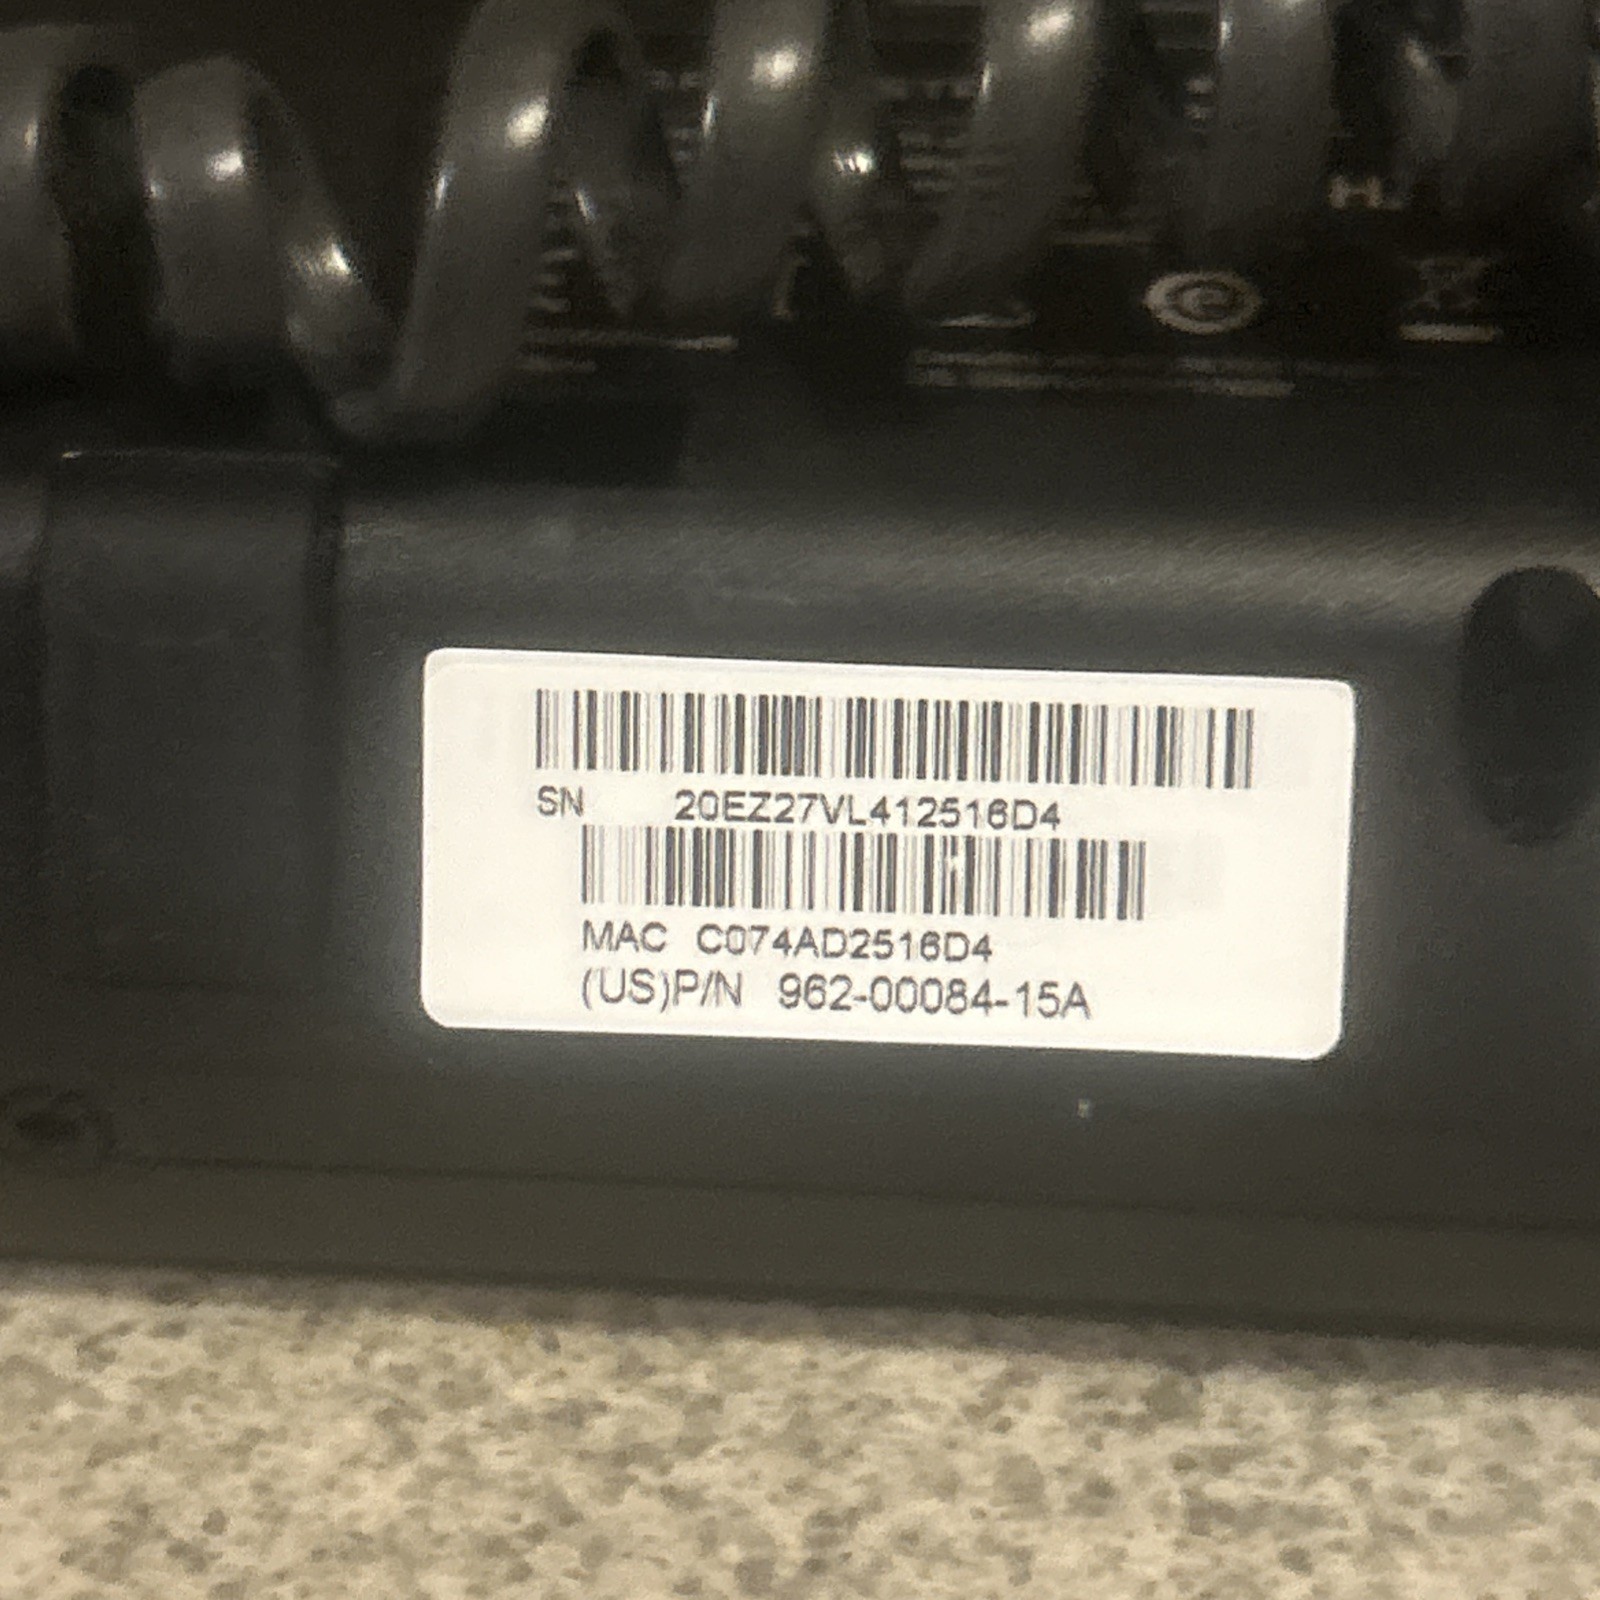 SN 20EZ27VL412516D4
MAC C074AD2516D4
(US)P/N 962-00084-15A